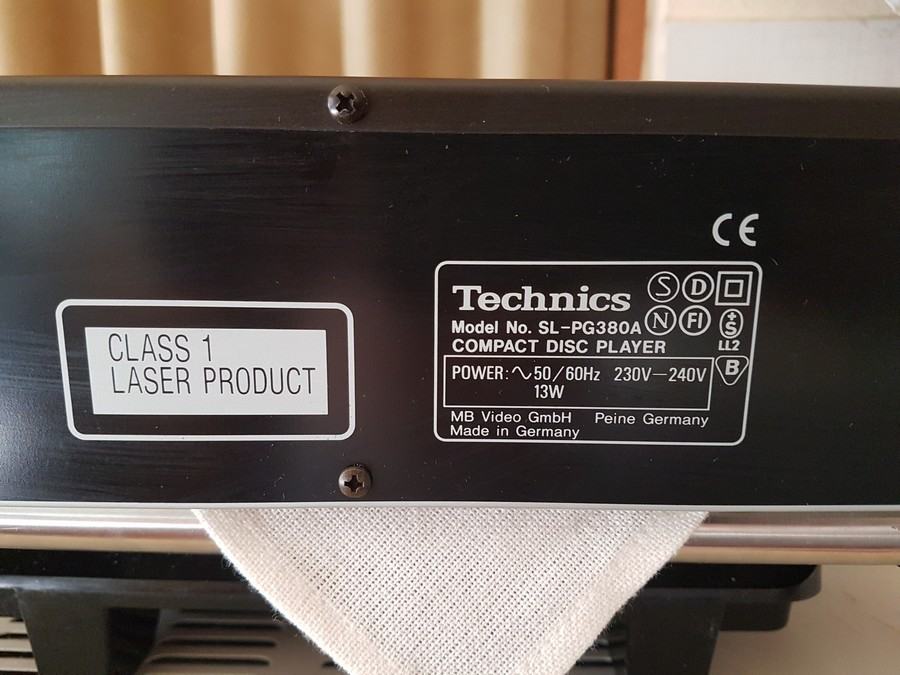 CE
CLASS 1
LASER PRODUCT
Technics S D
Model No. SL-PG380A N FI +S
COMPACT DISC PLAYER LL2
POWER: ∿50/60Hz 230V—240V B
13W
MB Video GmbH Peine Germany
Made in Germany